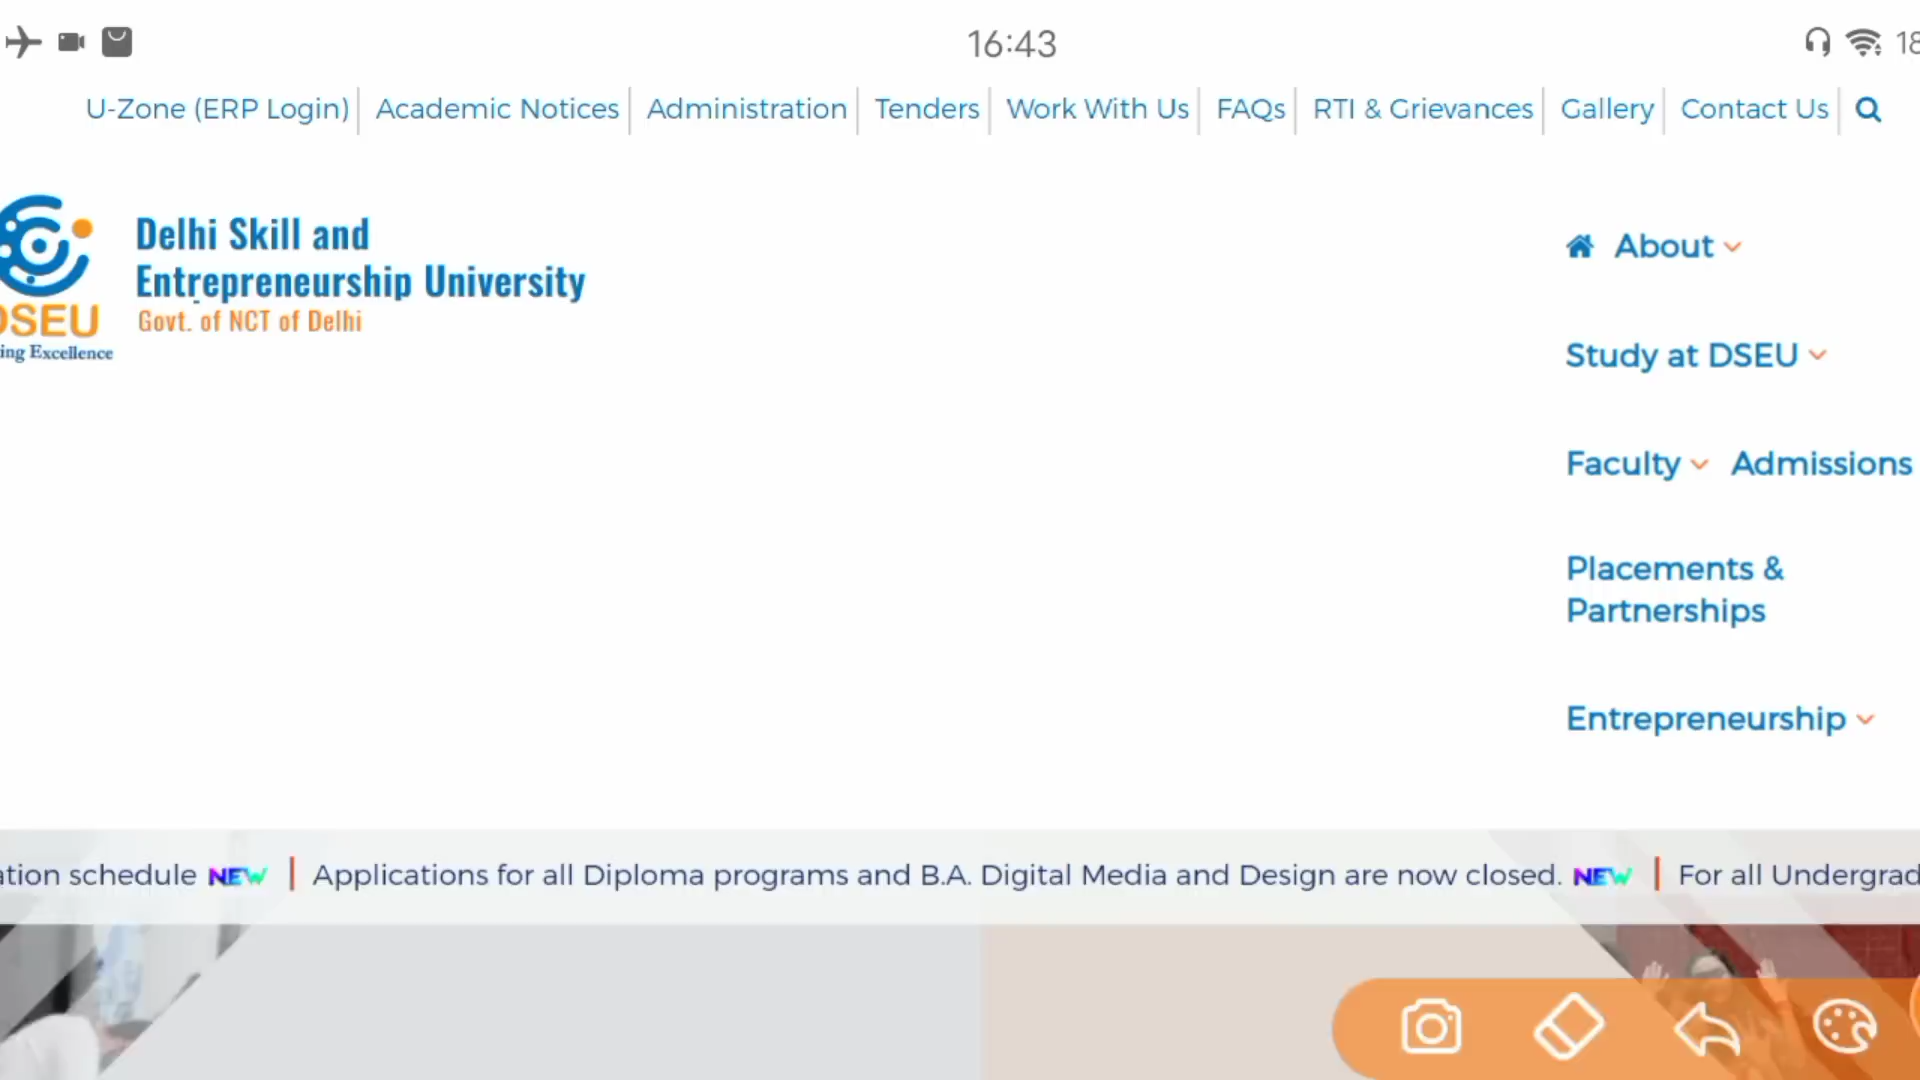 16:43
U-Zone (ERP Login)
Academic Notices
Administration
Tenders
Work With Us
FAQs
RTI & Grievances
Gallery
Contact Us
Delhi Skill and
Entrepreneurship University
Govt. of NCT of Delhi
DSEU
ing Excellence
About
Study at DSEU
Faculty Admissions
Placements &
Partnerships
Entrepreneurship
schedule NEW | Applications for all Diploma programs and B.A. Digital Media and Design are now closed. NEW | For all